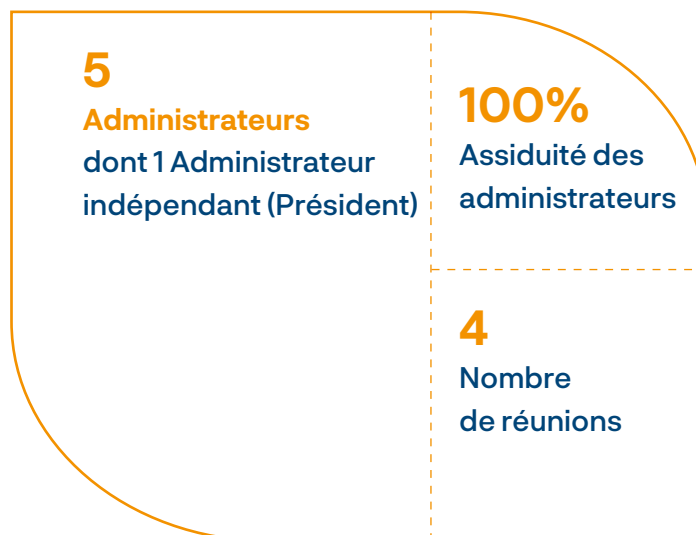 5
Administrateurs
dont 1 Administrateur
indépendant (Président)
100%
Assiduité des
administrateurs
4
Nombre
de réunions